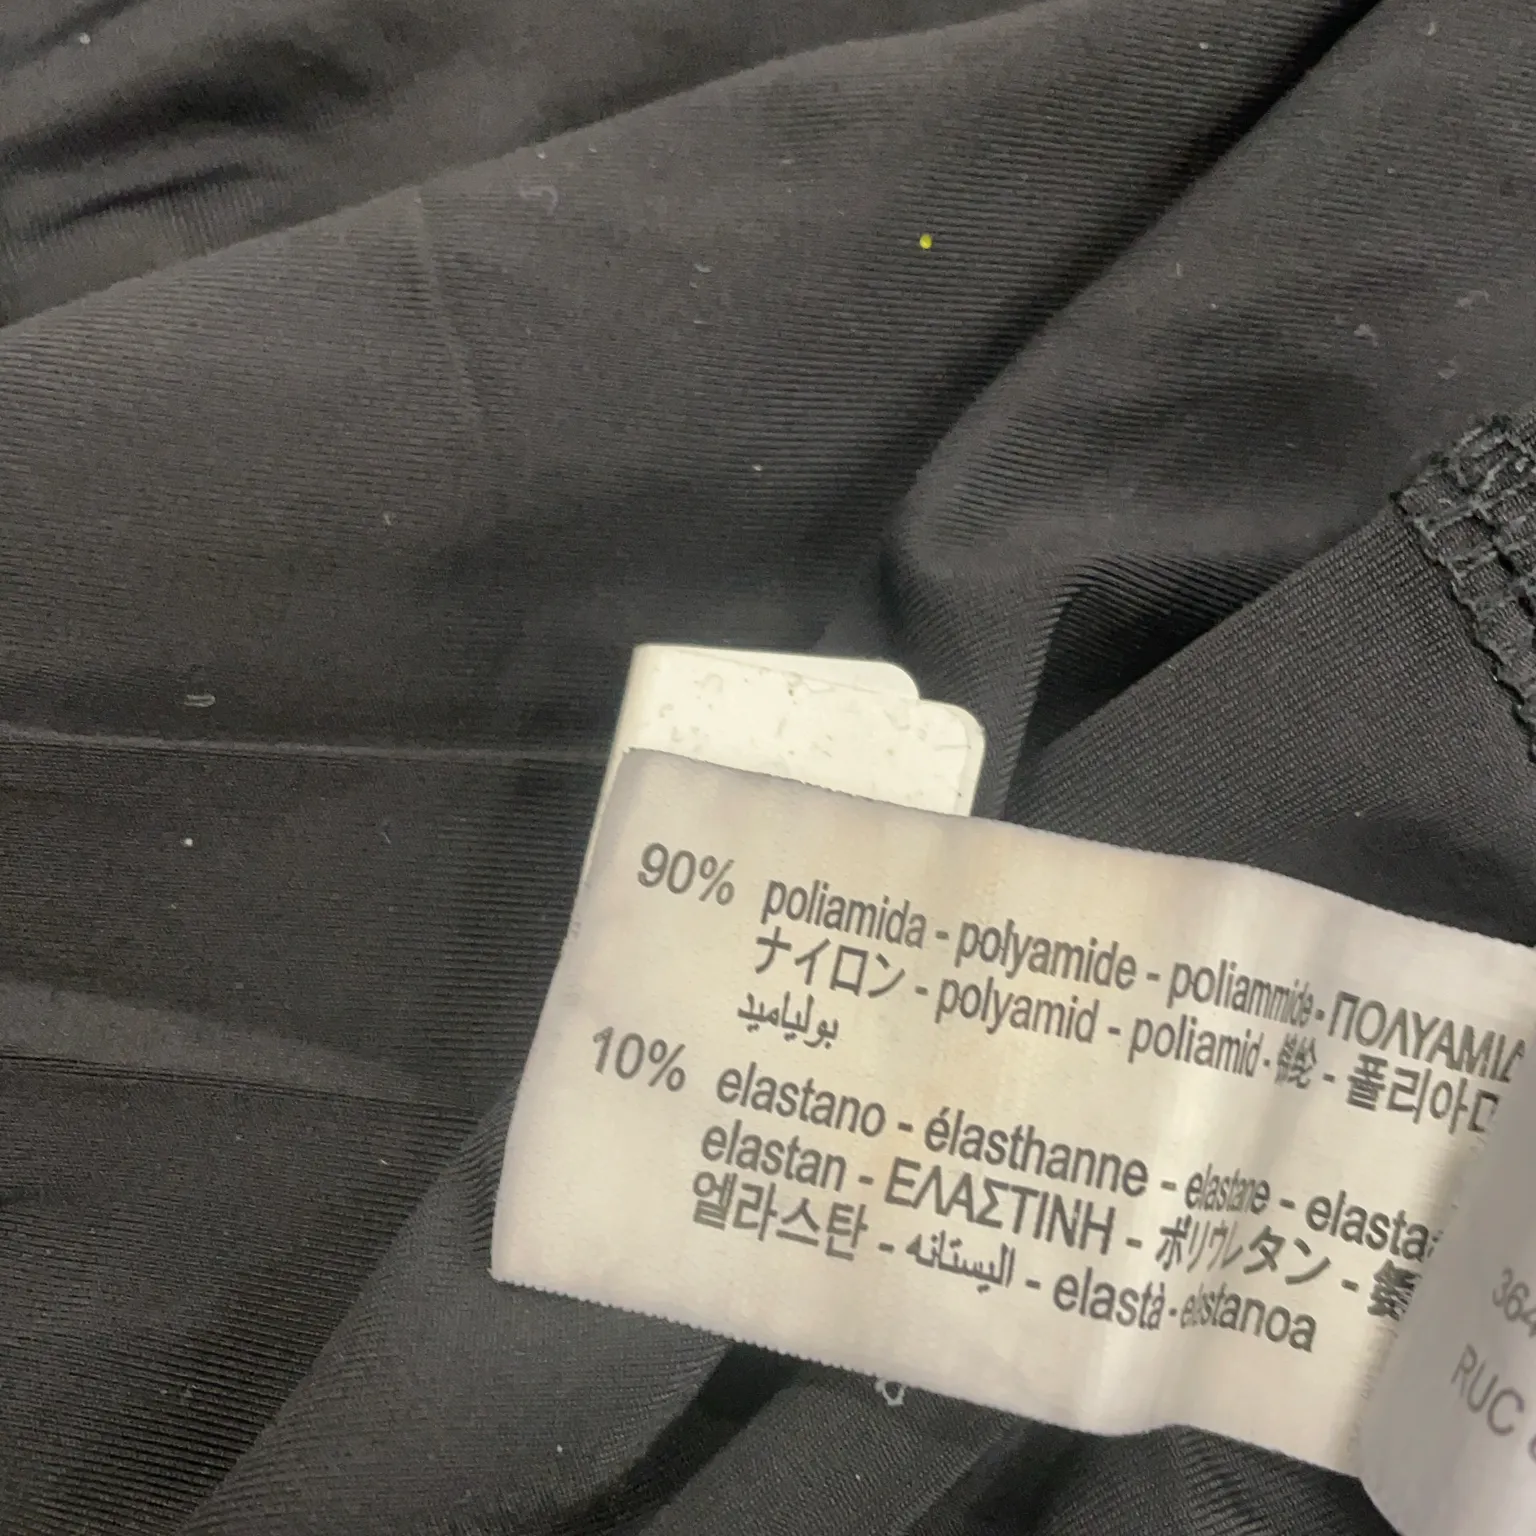 90% poliamida - polyamide - poliammide - ΠΟΛΥΑΜΙΔ
ナイロン - polyamid - poliamid - 锦纶 - 폴리아미
بولياميد
10% elastano - élasthanne - elastane - elasta
elastan - ΕΛΑΣΤΙΝΗ - ポリウレタン -
엘라스탄 - اليستانه - elastà - elastanoa
364
RUC